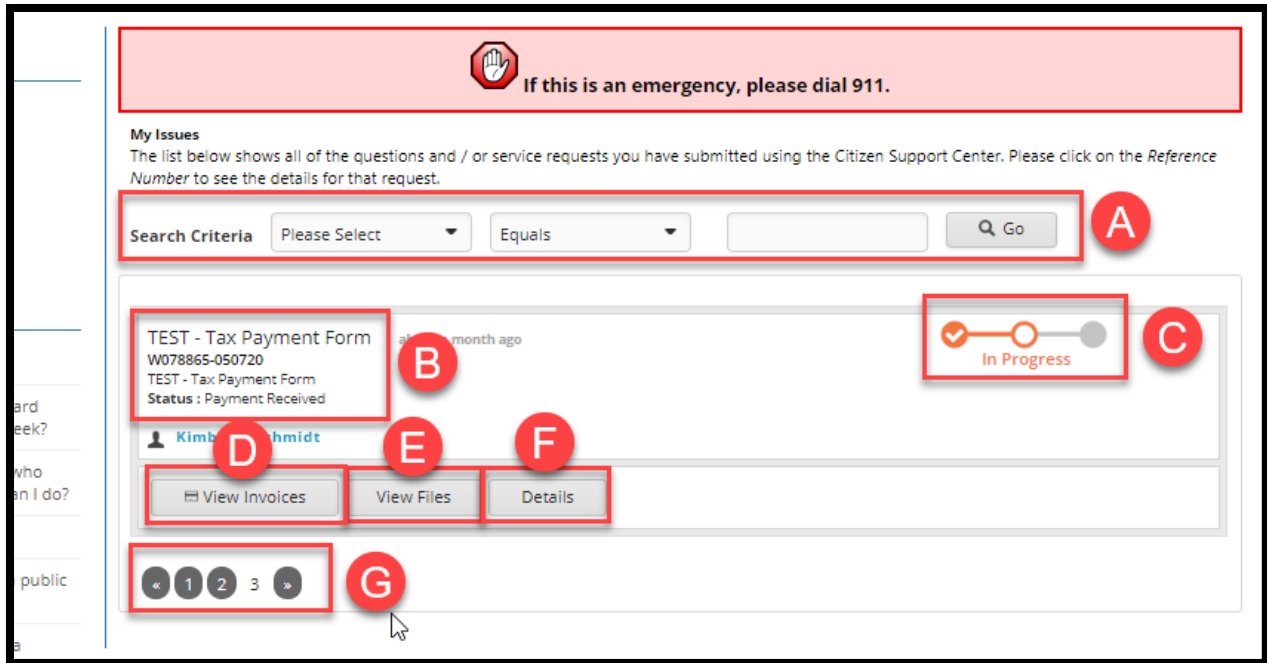 If this is an emergency, please dial 911.
My Issues
The list below shows all of the questions and / or service requests you have submitted using the Citizen Support Center. Please click on the Reference
Number to see the details for that request.
Search Criteria Please Select Equals Go A
TEST - Tax Payment Form month ago
W078865-050720
TEST - Tax Payment Form
Status : Payment Received
B
In Progress
C
D E F
View Invoices View Files Details
« 1 2 3 » G
eek?
who
an I do?
public
a